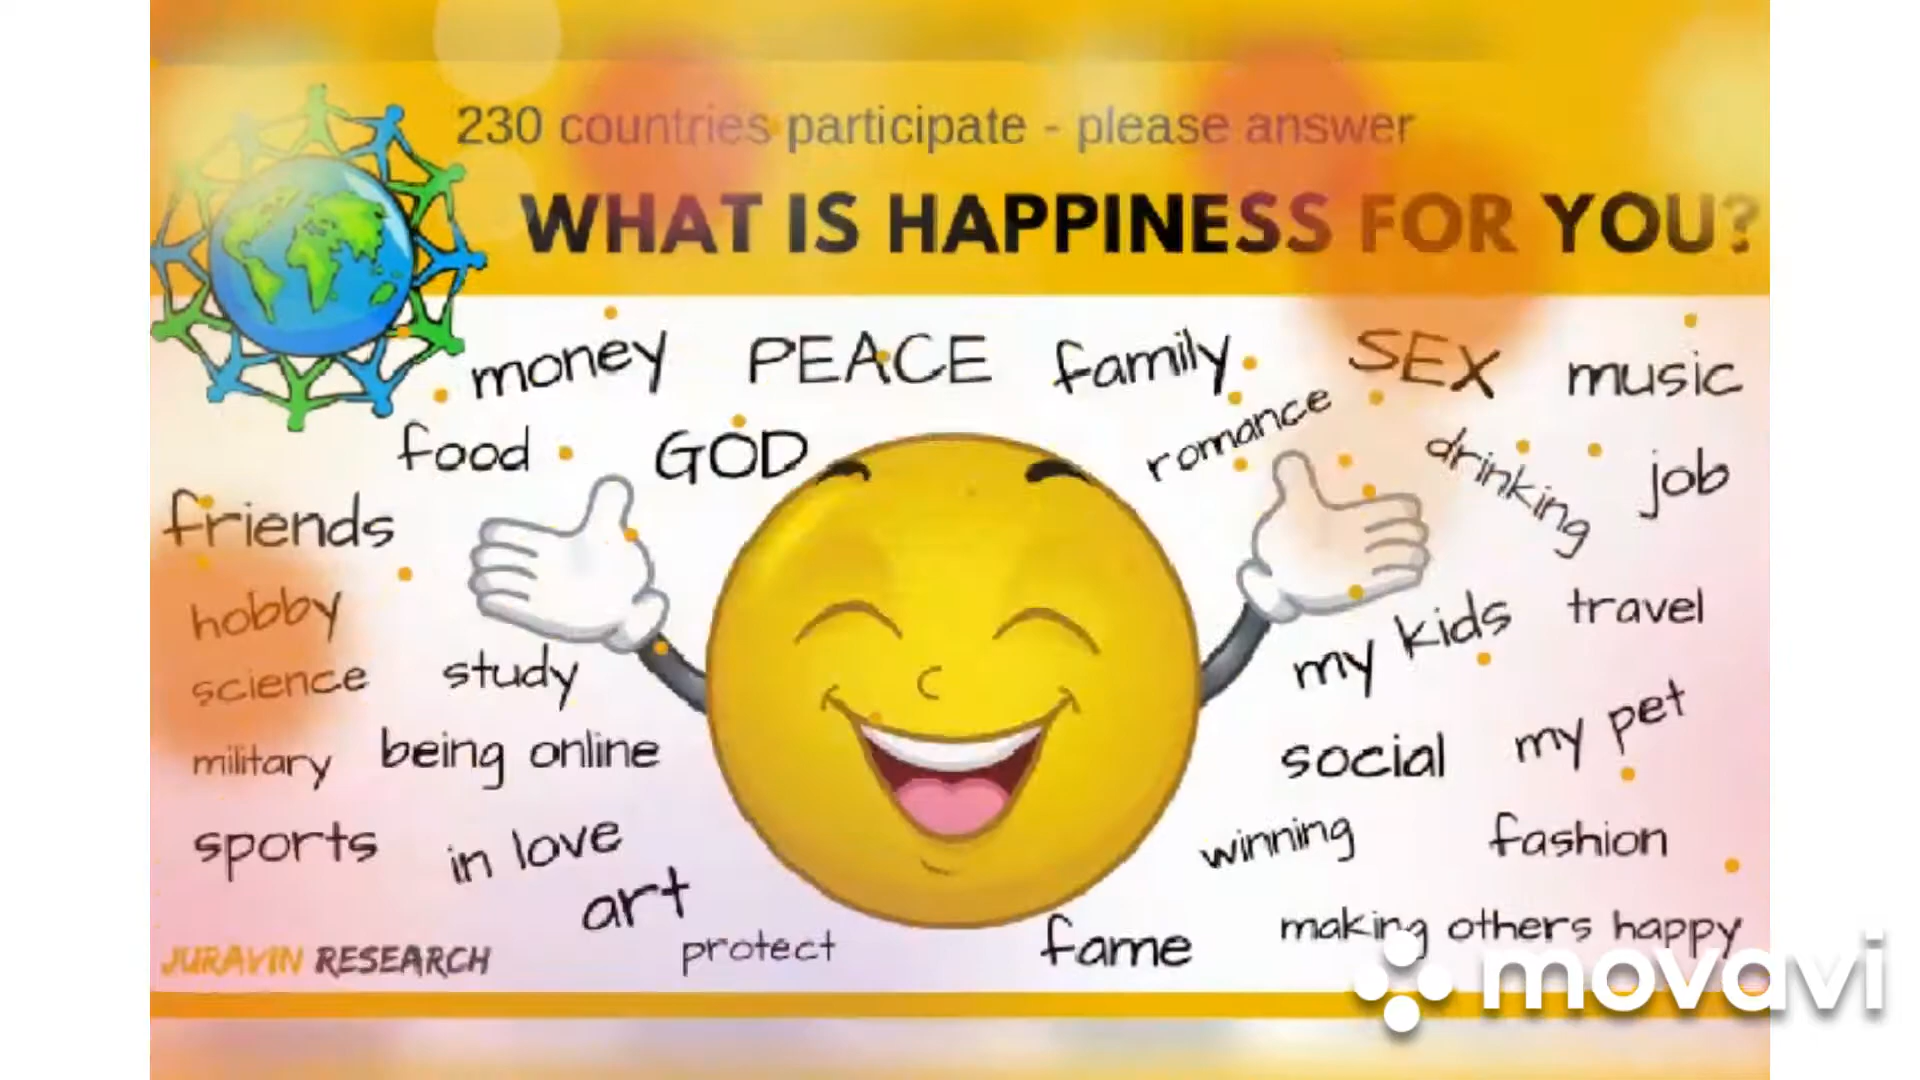 230 countries participate - please answer
WHAT IS HAPPINESS FOR YOU?
money PEACE family SEX music
food GOD romance drinking job
friends
hobby my kids travel
science study
military being online social my pet
sports in love winning fashion
art
protect fame making others happy
JURAVIN RESEARCH
movavi